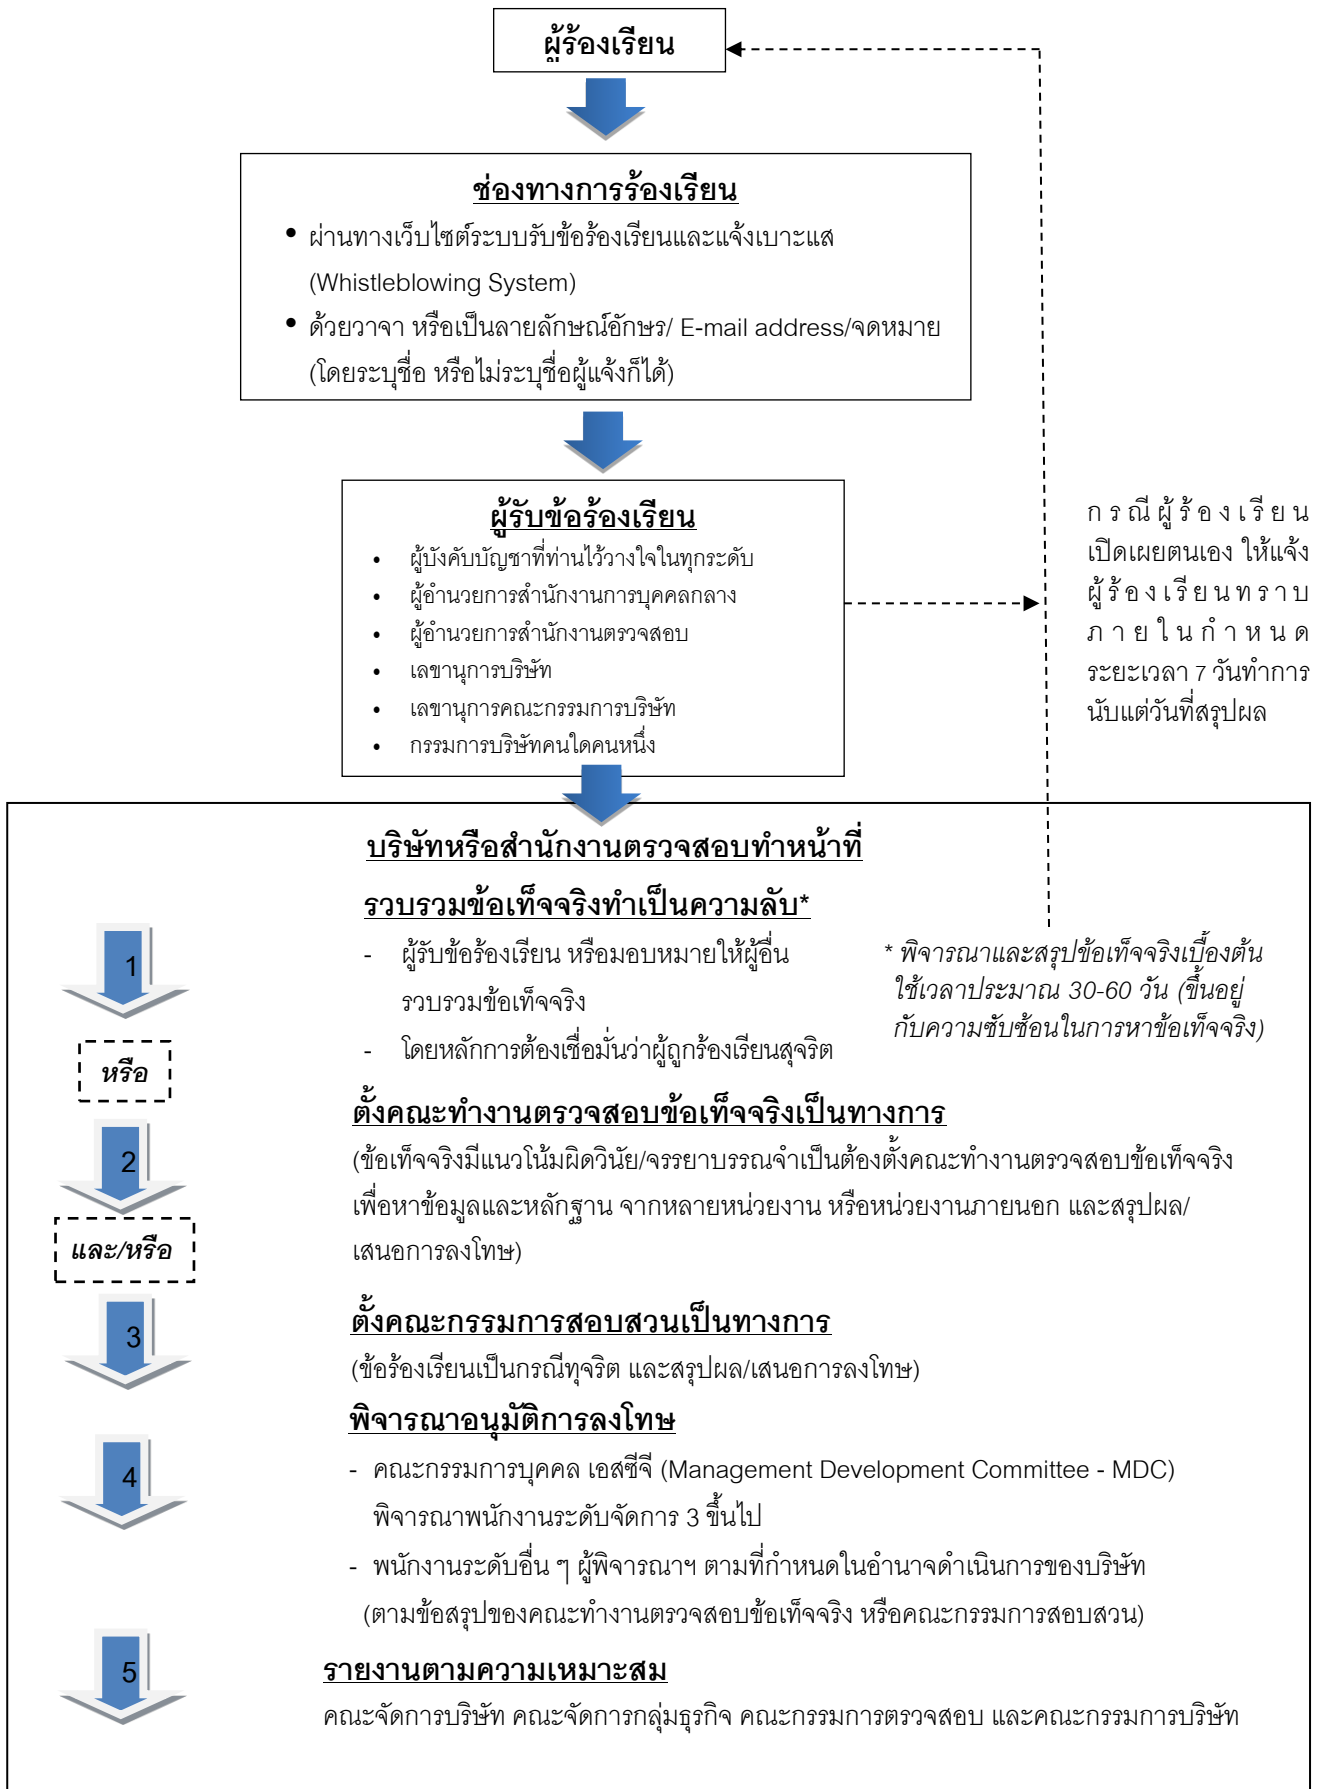 ผู้ร้องเรียน
ช่องทางการร้องเรียน
• ผ่านทางเว็บไซต์ระบบรับข้อร้องเรียนและแจ้งเบาะแส
(Whistleblowing System)
• ด้วยวาจา หรือเป็นลายลักษณ์อักษร/ E-mail address/จดหมาย
(โดยระบุชื่อ หรือไม่ระบุชื่อผู้แจ้งก็ได้)
ผู้รับข้อร้องเรียน
• ผู้บังคับบัญชาที่ท่านไว้วางใจในทุกระดับ
• ผู้อำนวยการสำนักงานการบุคคลกลาง
• ผู้อำนวยการสำนักงานตรวจสอบ
• เลขานุการบริษัท
• เลขานุการคณะกรรมการบริษัท
• กรรมการบริษัทคนใดคนหนึ่ง
กรณีผู้ร้องเรียน
เปิดเผยตนเอง ให้แจ้ง
ผู้ร้องเรียนทราบ
ภายในกำหนด
ระยะเวลา 7 วันทำการ
นับแต่วันที่สรุปผล
บริษัทหรือสำนักงานตรวจสอบทำหน้าที่
รวบรวมข้อเท็จจริงทำเป็นความลับ*
1
- ผู้รับข้อร้องเรียน หรือมอบหมายให้ผู้อื่น
รวบรวมข้อเท็จจริง
- โดยหลักการต้องเชื่อมั่นว่าผู้ถูกร้องเรียนสุจริต
* พิจารณาและสรุปข้อเท็จจริงเบื้องต้น
ใช้เวลาประมาณ 30-60 วัน (ขึ้นอยู่
กับความซับซ้อนในการหาข้อเท็จจริง)
หรือ
ตั้งคณะทำงานตรวจสอบข้อเท็จจริงเป็นทางการ
2
(ข้อเท็จจริงมีแนวโน้มผิดวินัย/จรรยาบรรณจำเป็นต้องตั้งคณะทำงานตรวจสอบข้อเท็จจริง
เพื่อหาข้อมูลและหลักฐาน จากหลายหน่วยงาน หรือหน่วยงานภายนอก และสรุปผล/
เสนอการลงโทษ)
และ/หรือ
ตั้งคณะกรรมการสอบสวนเป็นทางการ
3
(ข้อร้องเรียนเป็นกรณีทุจริต และสรุปผล/เสนอการลงโทษ)
พิจารณาอนุมัติการลงโทษ
4
- คณะกรรมการบุคคล เอสซีจี (Management Development Committee - MDC)
พิจารณาพนักงานระดับจัดการ 3 ขึ้นไป
- พนักงานระดับอื่น ๆ ผู้พิจารณาฯ ตามที่กำหนดในอำนาจดำเนินการของบริษัท
(ตามข้อสรุปของคณะทำงานตรวจสอบข้อเท็จจริง หรือคณะกรรมการสอบสวน)
5
รายงานตามความเหมาะสม
คณะจัดการบริษัท คณะจัดการกลุ่มธุรกิจ คณะกรรมการตรวจสอบ และคณะกรรมการบริษัท